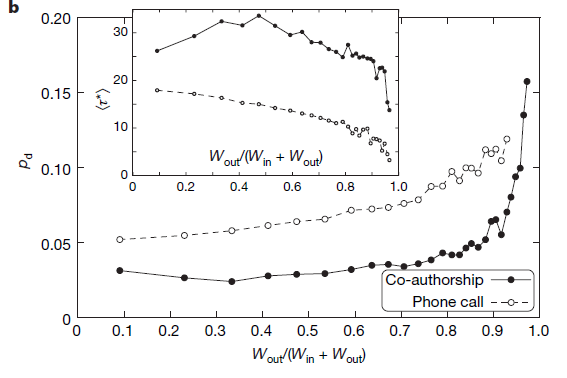 b
0.20
0.15
0.10
0.05
0
p_d
30
20
10
0
⟨τ*⟩
0 0.2 0.4 0.6 0.8 1.0
W_out/(W_in + W_out)
Co-authorship
Phone call
0 0.1 0.2 0.3 0.4 0.5 0.6 0.7 0.8 0.9 1.0
W_out/(W_in + W_out)